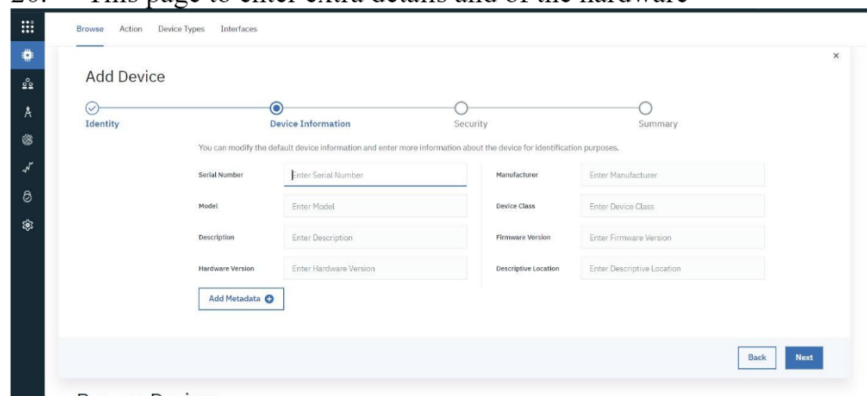 20. This page to enter extra details and of the hardware
Browse Action Device Types Interfaces
Add Device
Identity Device Information Security Summary
You can modify the default device information and enter more information about the device for identification purposes.
Serial Number Enter Serial Number Manufacturer Enter Manufacturer
Model Enter Model Device Class Enter Device Class
Description Enter Description Firmware Version Enter Firmware Version
Hardware Version Enter Hardware Version Descriptive Location Enter Descriptive Location
Add Metadata
Back Next
Browse Devices